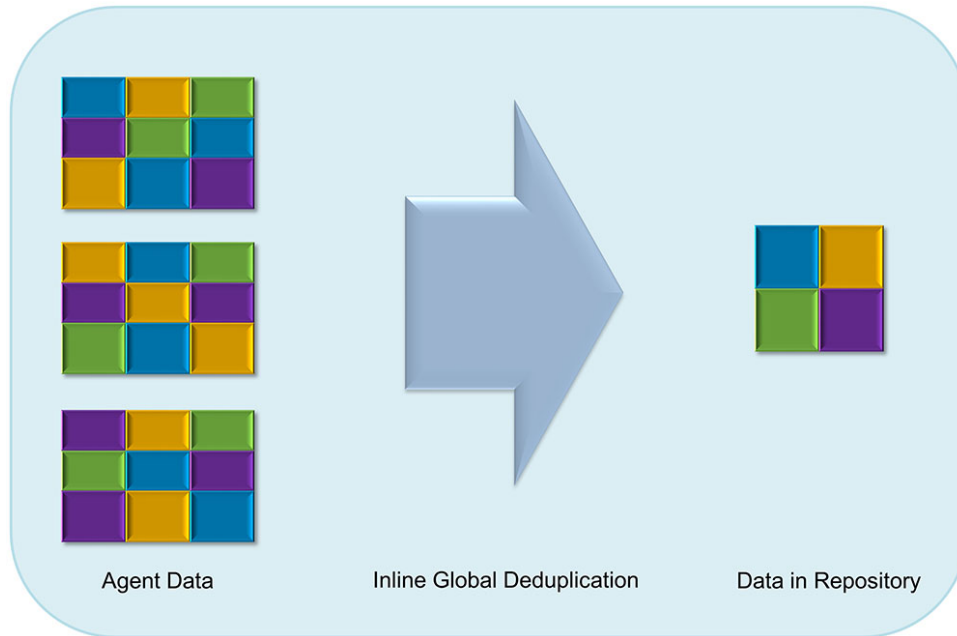 Agent Data
Inline Global Deduplication
Data in Repository